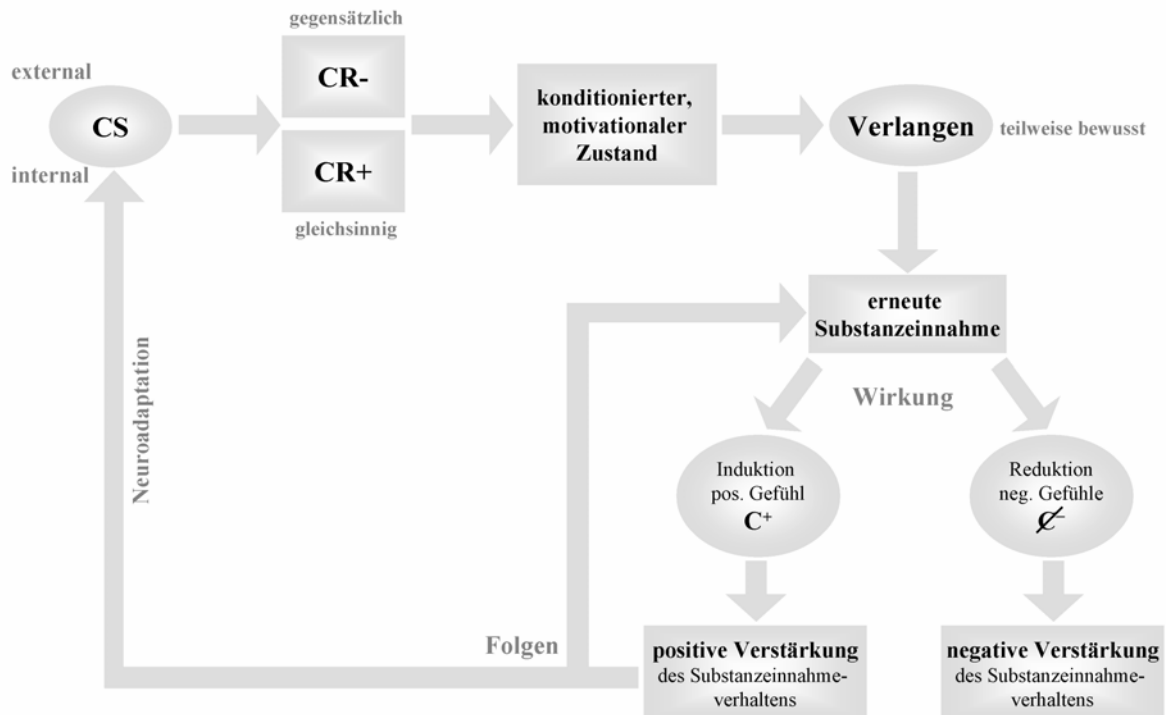 gegensätzlich
external
CR-
CS
internal
CR+
gleichsinnig
konditionierter,
motivationaler
Zustand
Verlangen
teilweise bewusst
erneute
Substanzeinnahme
Wirkung
Neuroadaptation
Induktion
pos. Gefühl
C⁺
Reduktion
neg. Gefühle
C̸⁻
Folgen
positive Verstärkung
des Substanzeinnahme-
verhaltens
negative Verstärkung
des Substanzeinnahme-
verhaltens